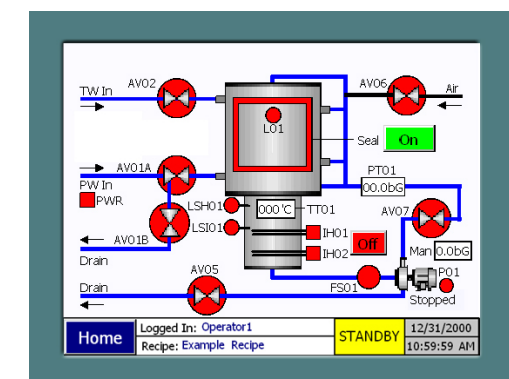 AV02
AV06
TW In
Air
L01
Seal
On
AV01A
PT01
PW In
00.0bG
PWR
LSH01
000 'C
TT01
AV07
LSI01
IH01
AV01B
IH02
Off
Man
0.0bG
Drain
AV05
P01
Drain
FS01
Stopped
Home
Logged In: Operator1
STANDBY
12/31/2000
Recipe: Example Recipe
10:59:59 AM